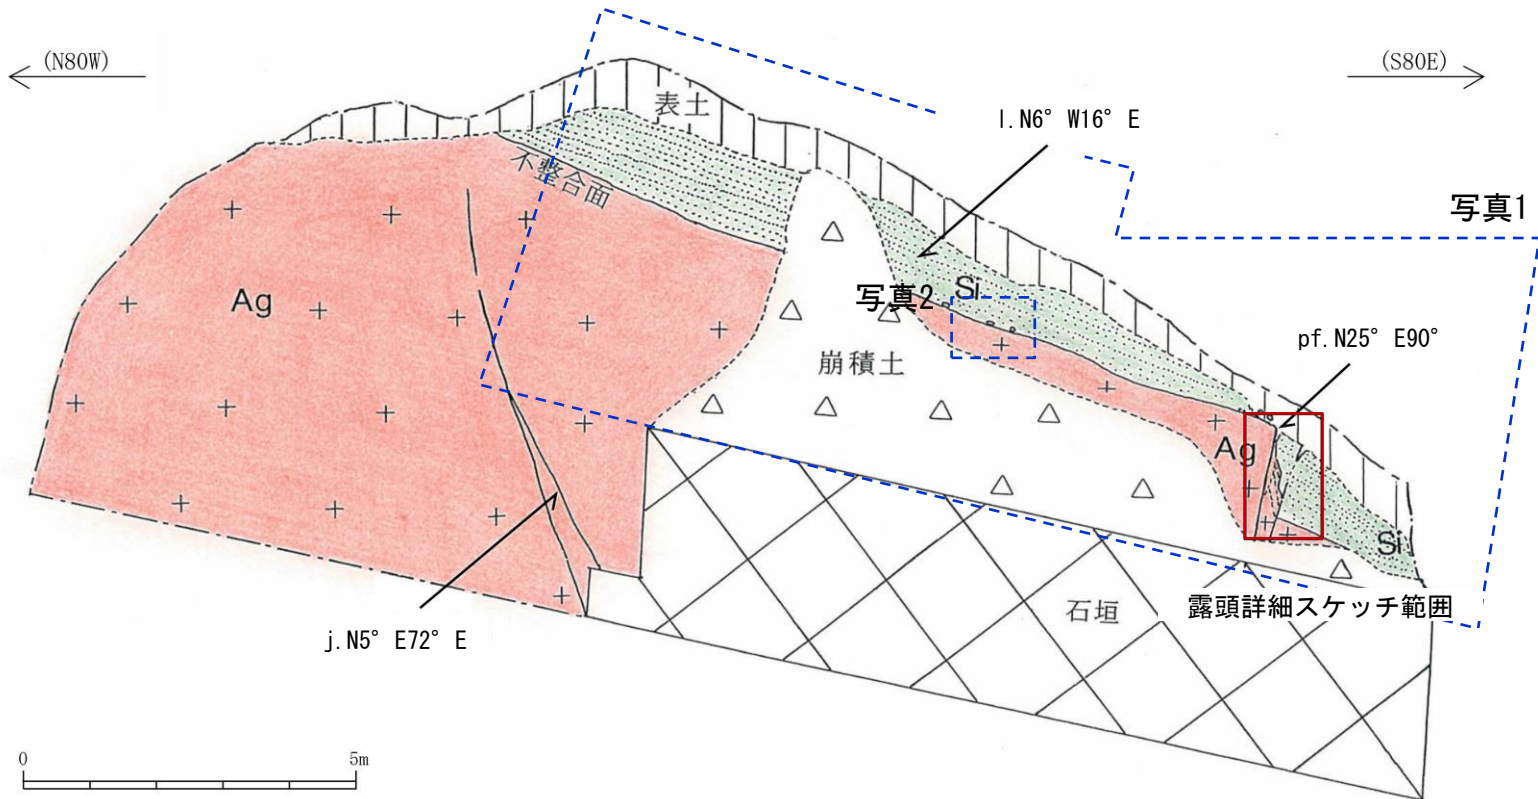 (N80W)
(S80E)
表土
l.N6° W16° E
不整合面
写真1
Ag
Si
写真2
pf.N25° E90°
崩積土
Ag
Si
石垣
露頭詳細スケッチ範囲
j.N5° E72° E
0
5m